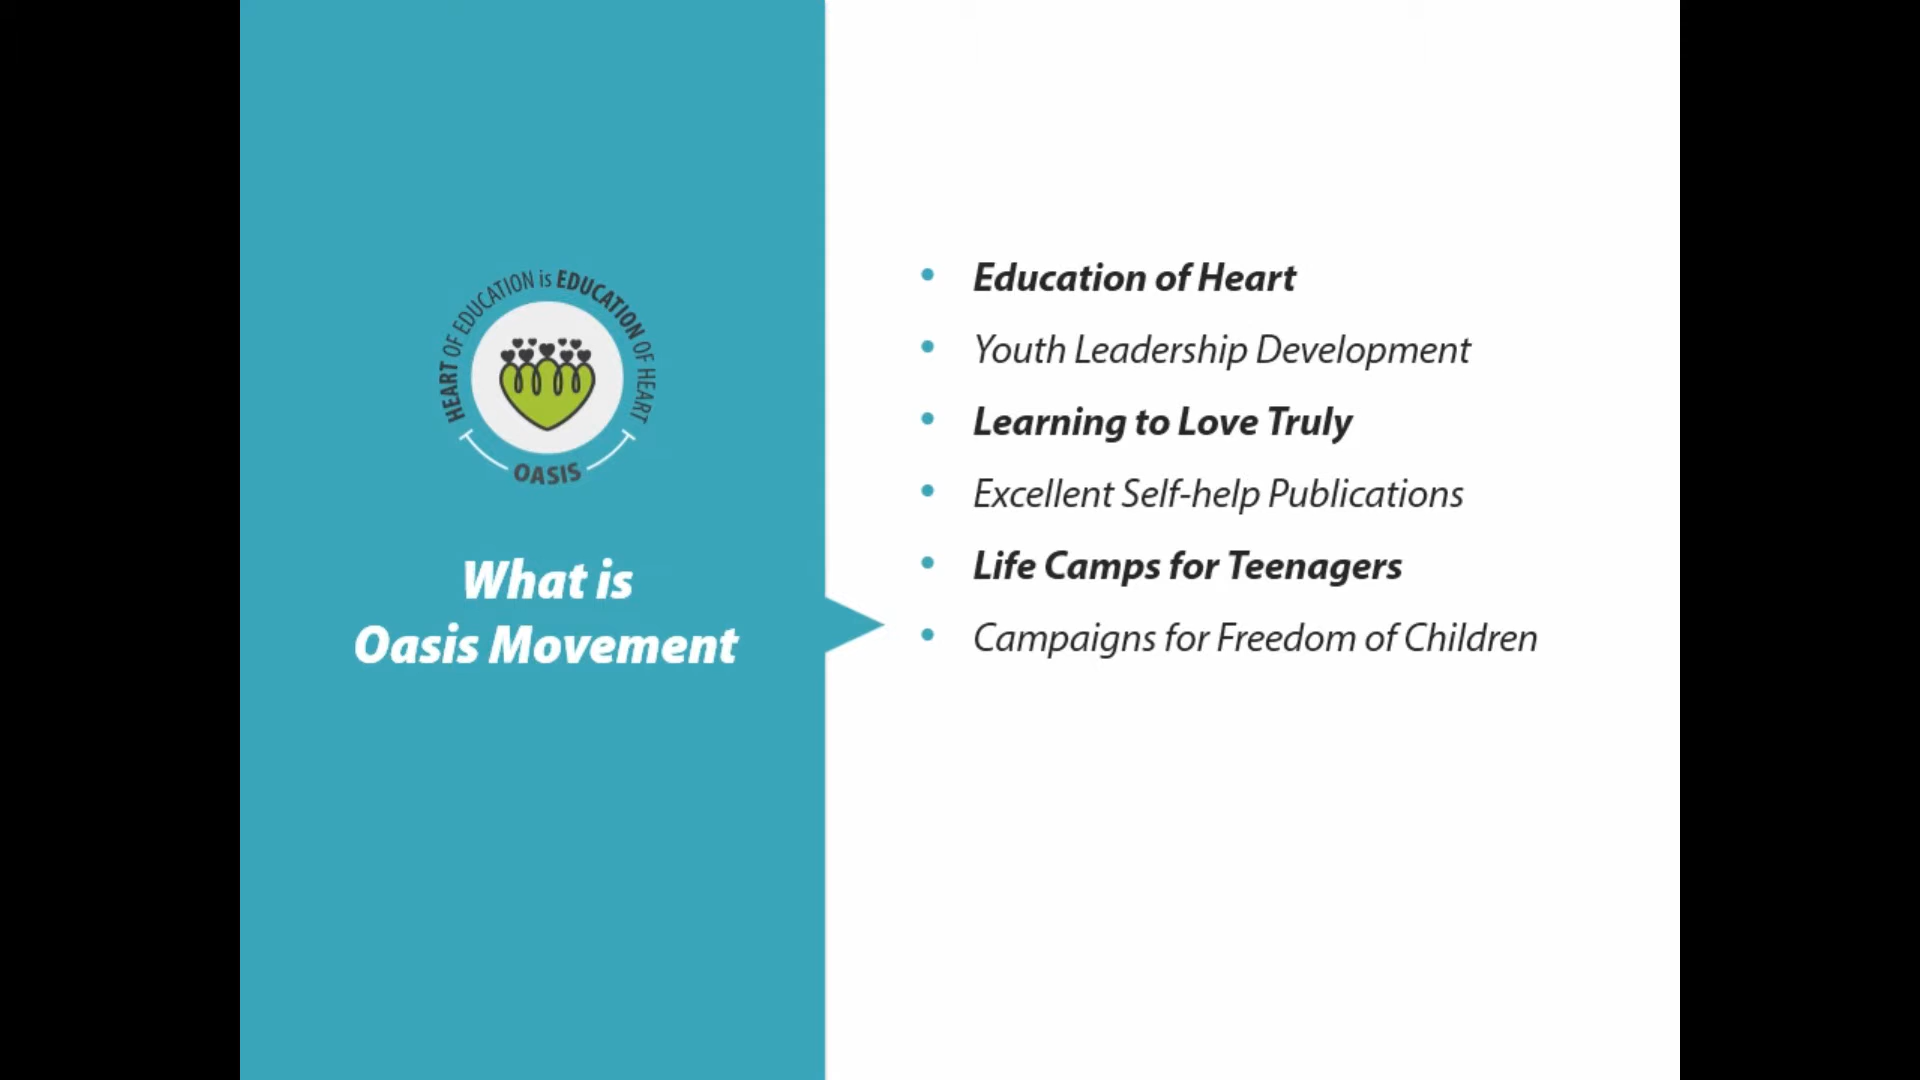 HEART OF EDUCATION is EDUCATION OF HEART
OASIS
What is
Oasis Movement
• Education of Heart
• Youth Leadership Development
• Learning to Love Truly
• Excellent Self-help Publications
• Life Camps for Teenagers
• Campaigns for Freedom of Children